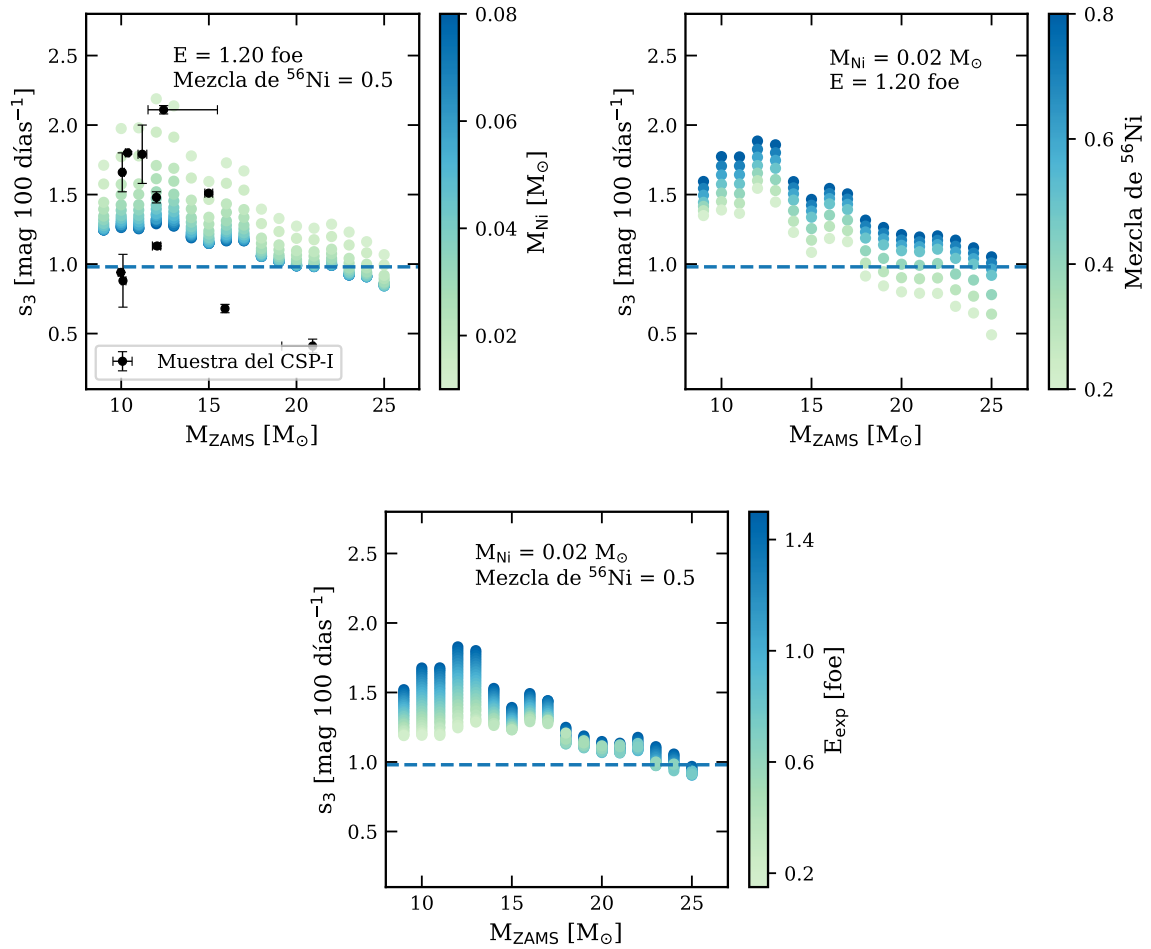 E = 1.20 foe
Mezcla de ⁵⁶Ni = 0.5
s₃ [mag 100 días⁻¹]
2.5
2.0
1.5
1.0
0.5
Muestra del CSP-I
10
15
20
25
M_ZAMS [M_⊙]
0.08
0.06
0.04
0.02
M_Ni [M_⊙]
M_Ni = 0.02 M_⊙
E = 1.20 foe
s₃ [mag 100 días⁻¹]
2.5
2.0
1.5
1.0
0.5
10
15
20
25
M_ZAMS [M_⊙]
0.8
0.6
0.4
0.2
Mezcla de ⁵⁶Ni
M_Ni = 0.02 M_⊙
Mezcla de ⁵⁶Ni = 0.5
s₃ [mag 100 días⁻¹]
2.5
2.0
1.5
1.0
0.5
10
15
20
25
M_ZAMS [M_⊙]
1.4
1.0
0.6
0.2
E_exp [foe]